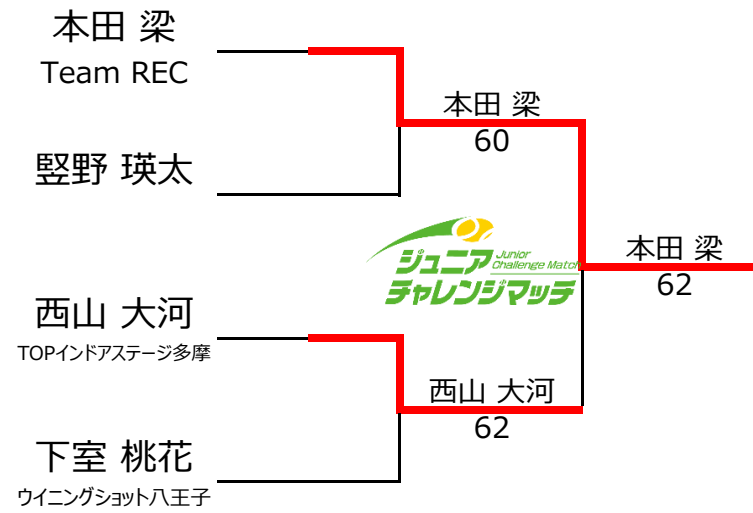 本田 梁
Team REC
竪野 瑛太
西山 大河
TOPインドアステージ多摩
下室 桃花
ウイニングショット八王子
本田 梁
60
ジュニア
Junior
Challenge Match
チャレンジマッチ
西山 大河
62
本田 梁
62